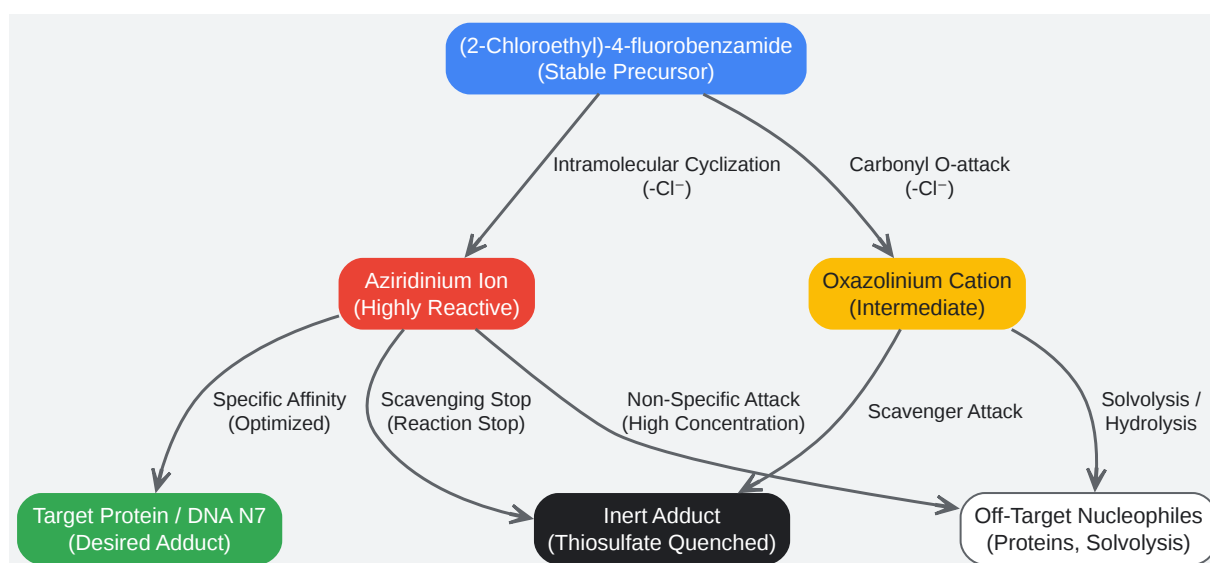 (2-Chloroethyl)-4-fluorobenzamide
(Stable Precursor)
Intramolecular Cyclization
(-Cl⁻)
Carbonyl O-attack
(-Cl⁻)
Aziridinium Ion
(Highly Reactive)
Oxazolinium Cation
(Intermediate)
Specific Affinity
(Optimized)
Scavenging Stop
(Reaction Stop)
Non-Specific Attack
(High Concentration)
Scavenger Attack
Solvolysis /
Hydrolysis
Target Protein / DNA N7
(Desired Adduct)
Inert Adduct
(Thiosulfate Quenched)
Off-Target Nucleophiles
(Proteins, Solvolysis)